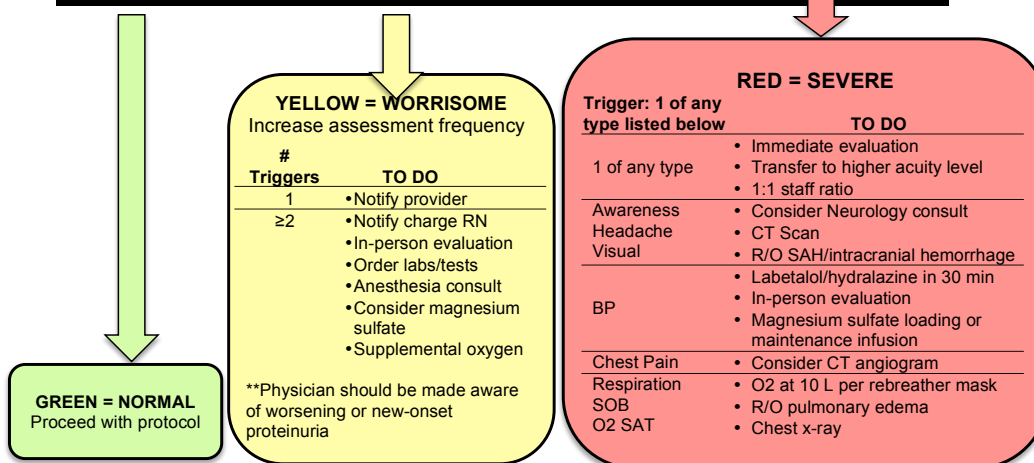 GREEN = NORMAL
Proceed with protocol
YELLOW = WORRISOME
Increase assessment frequency
#
Triggers TO DO
1 •Notify provider
≥2 •Notify charge RN
•In-person evaluation
•Order labs/tests
•Anesthesia consult
•Consider magnesium
sulfate
•Supplemental oxygen
**Physician should be made aware
of worsening or new-onset
proteinuria
RED = SEVERE
Trigger: 1 of any
type listed below TO DO
1 of any type
• Immediate evaluation
• Transfer to higher acuity level
• 1:1 staff ratio
Awareness
Headache
Visual
• Consider Neurology consult
• CT Scan
• R/O SAH/intracranial hemorrhage
BP
• Labetalol/hydralazine in 30 min
• In-person evaluation
• Magnesium sulfate loading or
maintenance infusion
Chest Pain • Consider CT angiogram
Respiration
SOB
O2 SAT
• O2 at 10 L per rebreather mask
• R/O pulmonary edema
• Chest x-ray